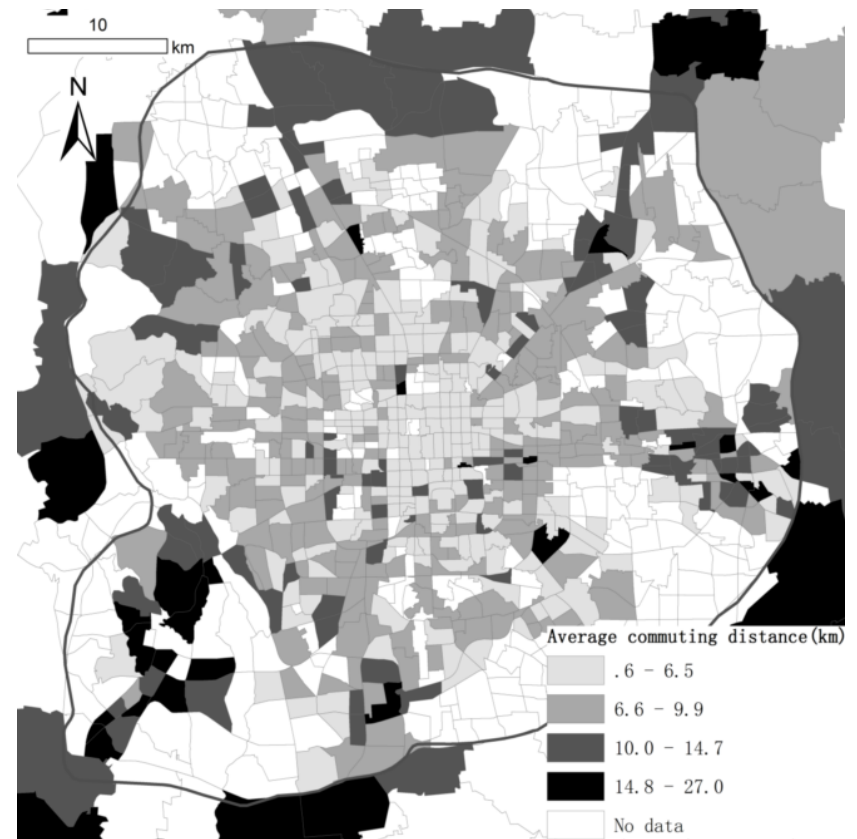 10
km
N
Average commuting distance(km)
.6 - 6.5
6.6 - 9.9
10.0 - 14.7
14.8 - 27.0
No data